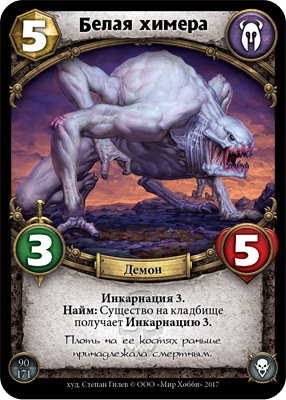 5
Белая химера
3
5
Демон
Инкарнация 3.
Найм: Существо на кладбище
получает Инкарнацию 3.
Плоть на ее костях раньше
принадлежала смертным.
90
171
худ. Степан Гилев © ООО «Мир Хобби» 2017